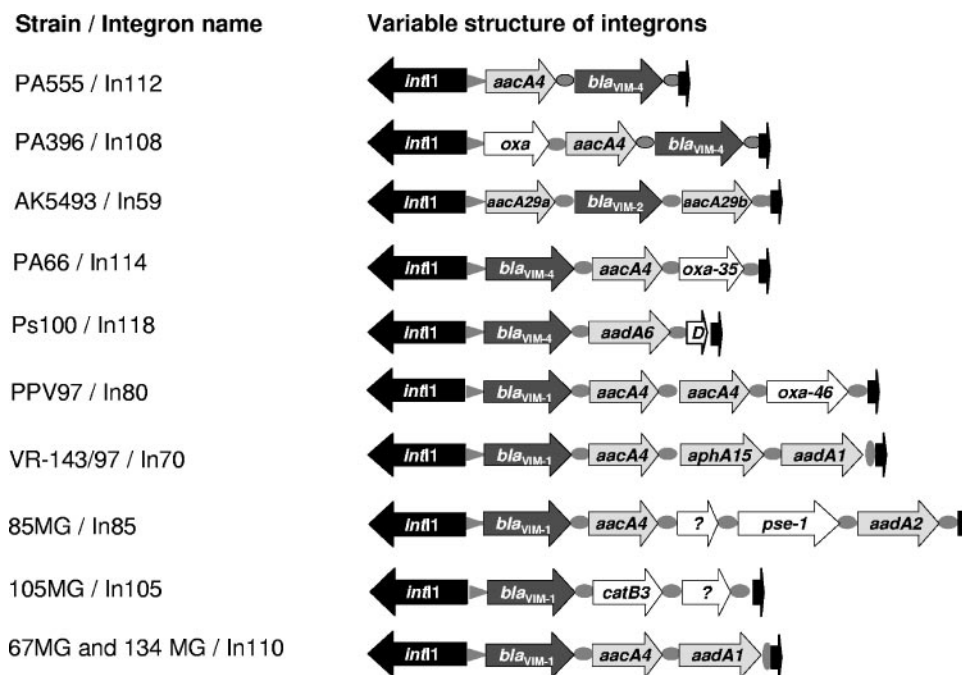 Strain / Integron name Variable structure of integrons
PA555 / In112 intI1 aacA4 blaVIM-4
PA396 / In108 intI1 oxa aacA4 blaVIM-4
AK5493 / In59 intI1 aacA29a blaVIM-2 aacA29b
PA66 / In114 intI1 blaVIM-4 aacA4 oxa-35
Ps100 / In118 intI1 blaVIM-4 aadA6 D
PPV97 / In80 intI1 blaVIM-1 aacA4 aacA4 oxa-46
VR-143/97 / In70 intI1 blaVIM-1 aacA4 aphA15 aadA1
85MG / In85 intI1 blaVIM-1 aacA4 ? pse-1 aadA2
105MG / In105 intI1 blaVIM-1 catB3 ?
67MG and 134 MG / In110 intI1 blaVIM-1 aacA4 aadA1